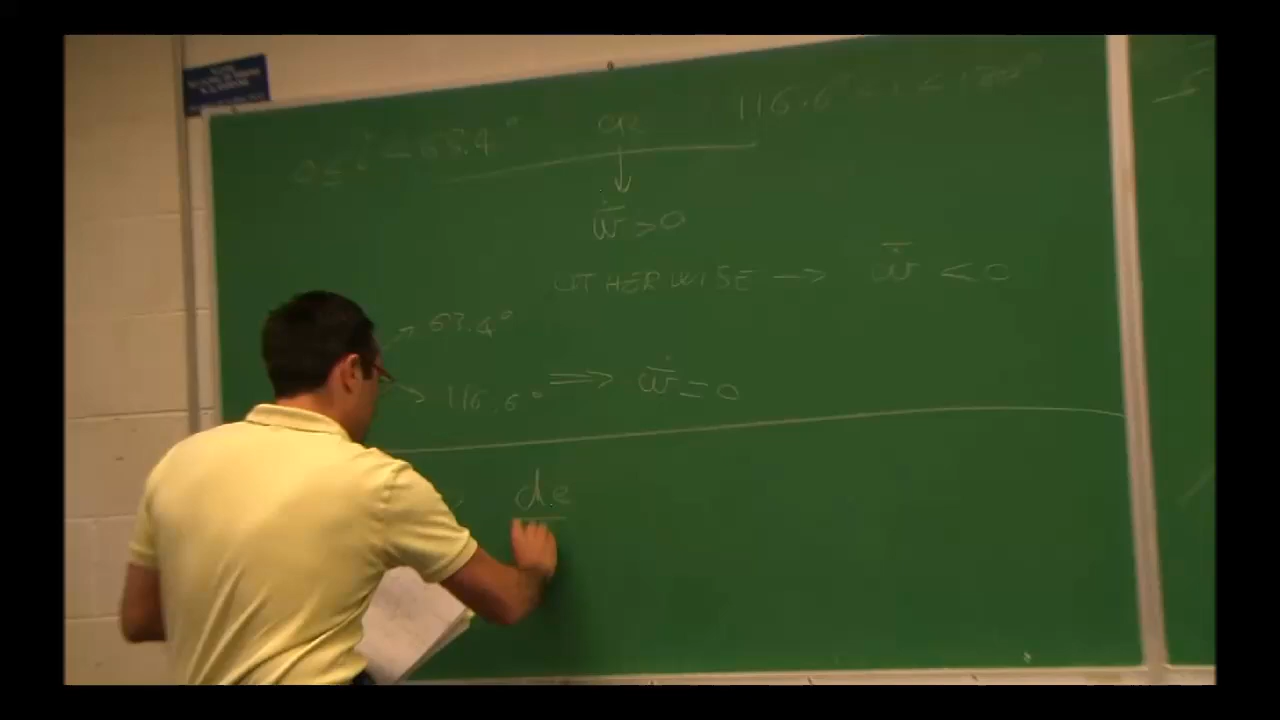 0 ≤ i < 63.4° OR 116.6° < i < 180°
↓
ẇ̄ > 0
OTHERWISE → ẇ̄ < 0
↗ 63.4°
↘ 116.6° ⟹ ẇ̄ = 0
de